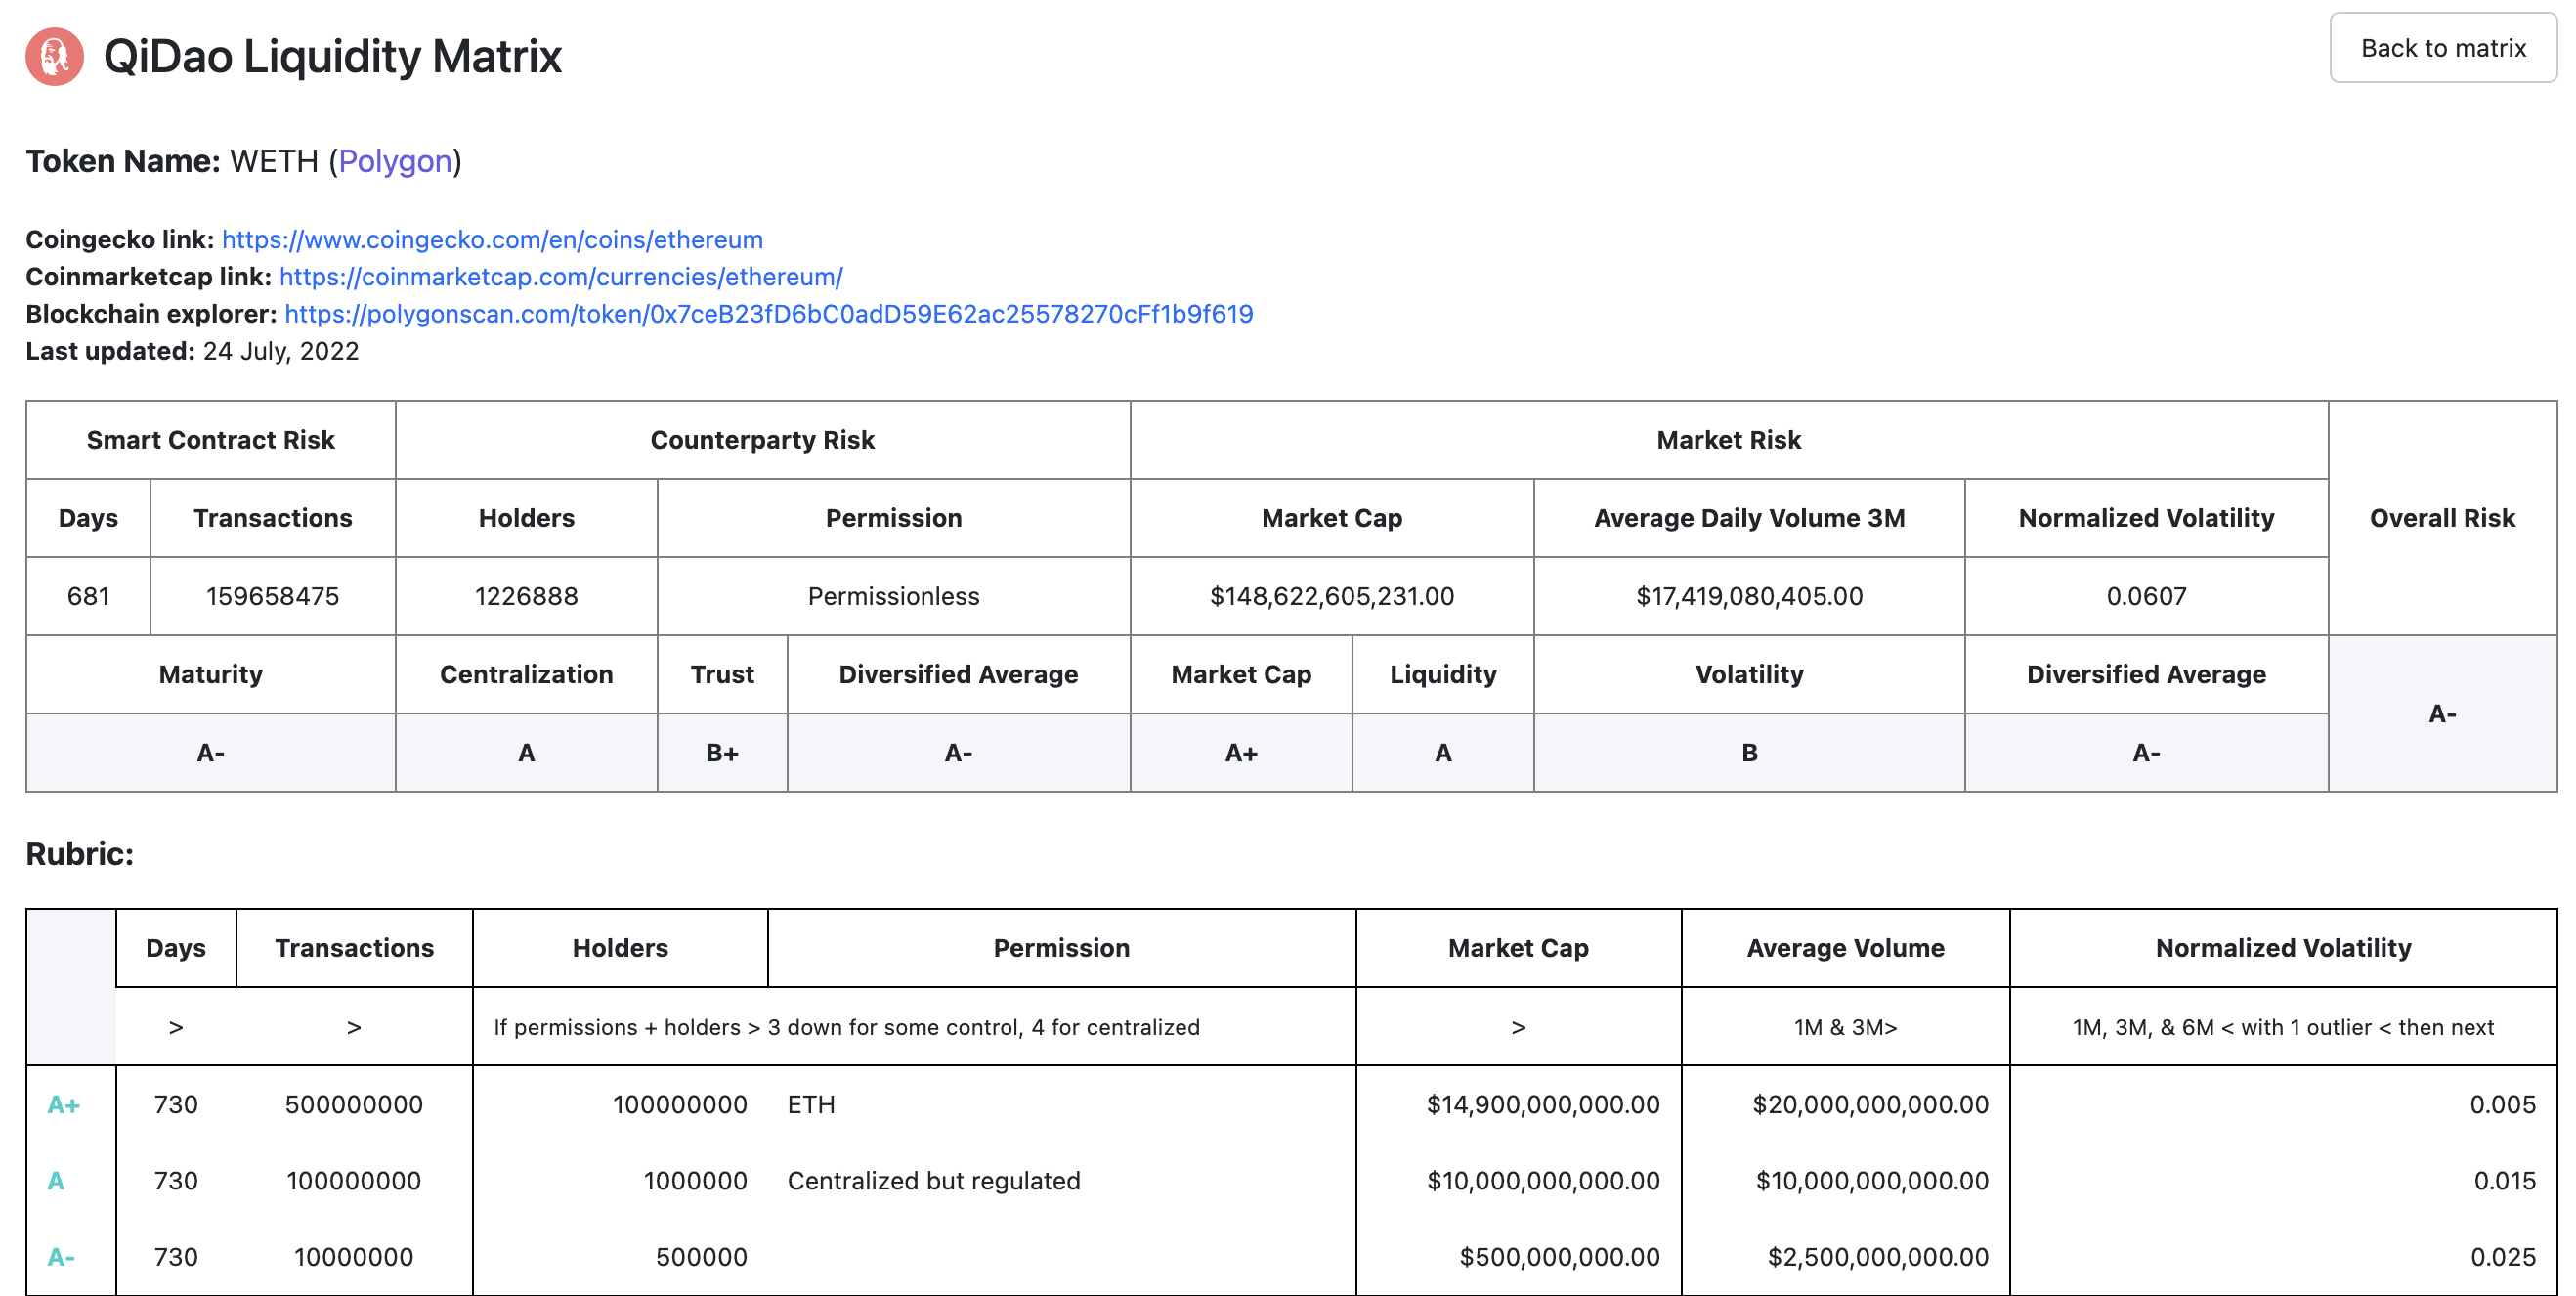 QiDao Liquidity Matrix
Back to matrix
Token Name: WETH (Polygon)
Coingecko link: https://www.coingecko.com/en/coins/ethereum
Coinmarketcap link: https://coinmarketcap.com/currencies/ethereum/
Blockchain explorer: https://polygonscan.com/token/0x7ceB23fD6bC0adD59E62ac25578270cFf1b9f619
Last updated: 24 July, 2022
Smart Contract Risk Counterparty Risk Market Risk Overall Risk
Days Transactions Holders Permission Market Cap Average Daily Volume 3M Normalized Volatility
681 159658475 1226888 Permissionless $148,622,605,231.00 $17,419,080,405.00 0.0607
Maturity Centralization Trust Diversified Average Market Cap Liquidity Volatility Diversified Average
A- A B+ A- A+ A B A- A-
Rubric:
Days Transactions Holders Permission Market Cap Average Volume Normalized Volatility
> > If permissions + holders > 3 down for some control, 4 for centralized > 1M & 3M> 1M, 3M, & 6M < with 1 outlier < then next
A+ 730 500000000 100000000 ETH $14,900,000,000.00 $20,000,000,000.00 0.005
A 730 100000000 1000000 Centralized but regulated $10,000,000,000.00 $10,000,000,000.00 0.015
A- 730 10000000 500000 $500,000,000.00 $2,500,000,000.00 0.025